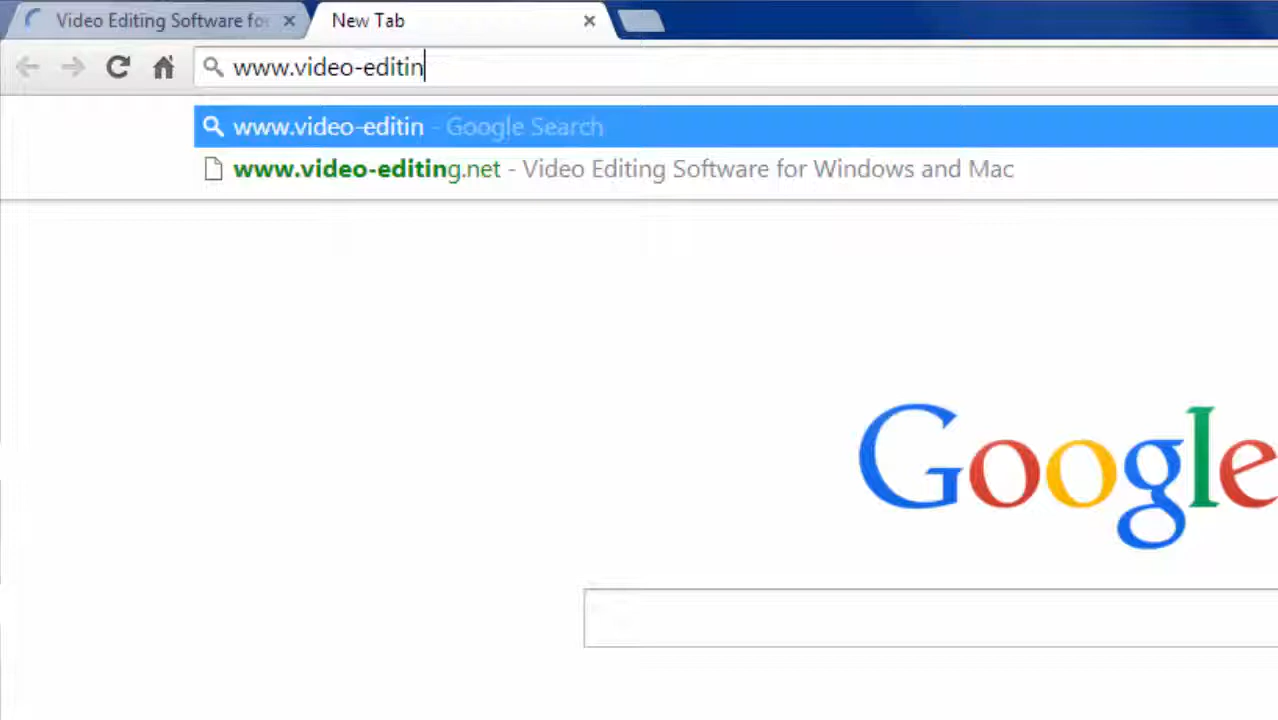 Video Editing Software fo
New Tab
www.video-editin
www.video-editin - Google Search
www.video-editing.net - Video Editing Software for Windows and Mac
Google